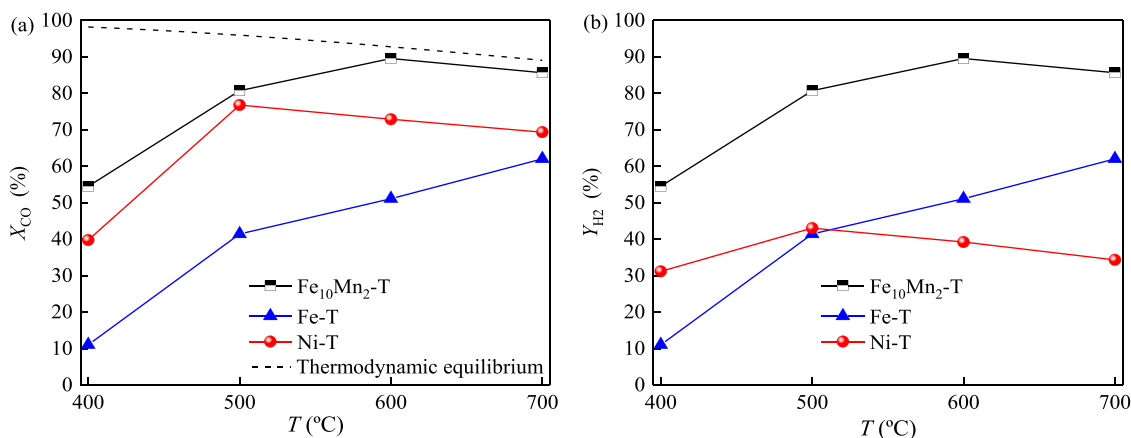 (a)
100
90
80
70
60
50
40
30
20
10
0
X_CO (%)
400
500
600
700
T (ºC)
Fe10Mn2-T
Fe-T
Ni-T
Thermodynamic equilibrium
(b)
100
90
80
70
60
50
40
30
20
10
0
Y_H2 (%)
400
500
600
700
T (ºC)
Fe10Mn2-T
Fe-T
Ni-T